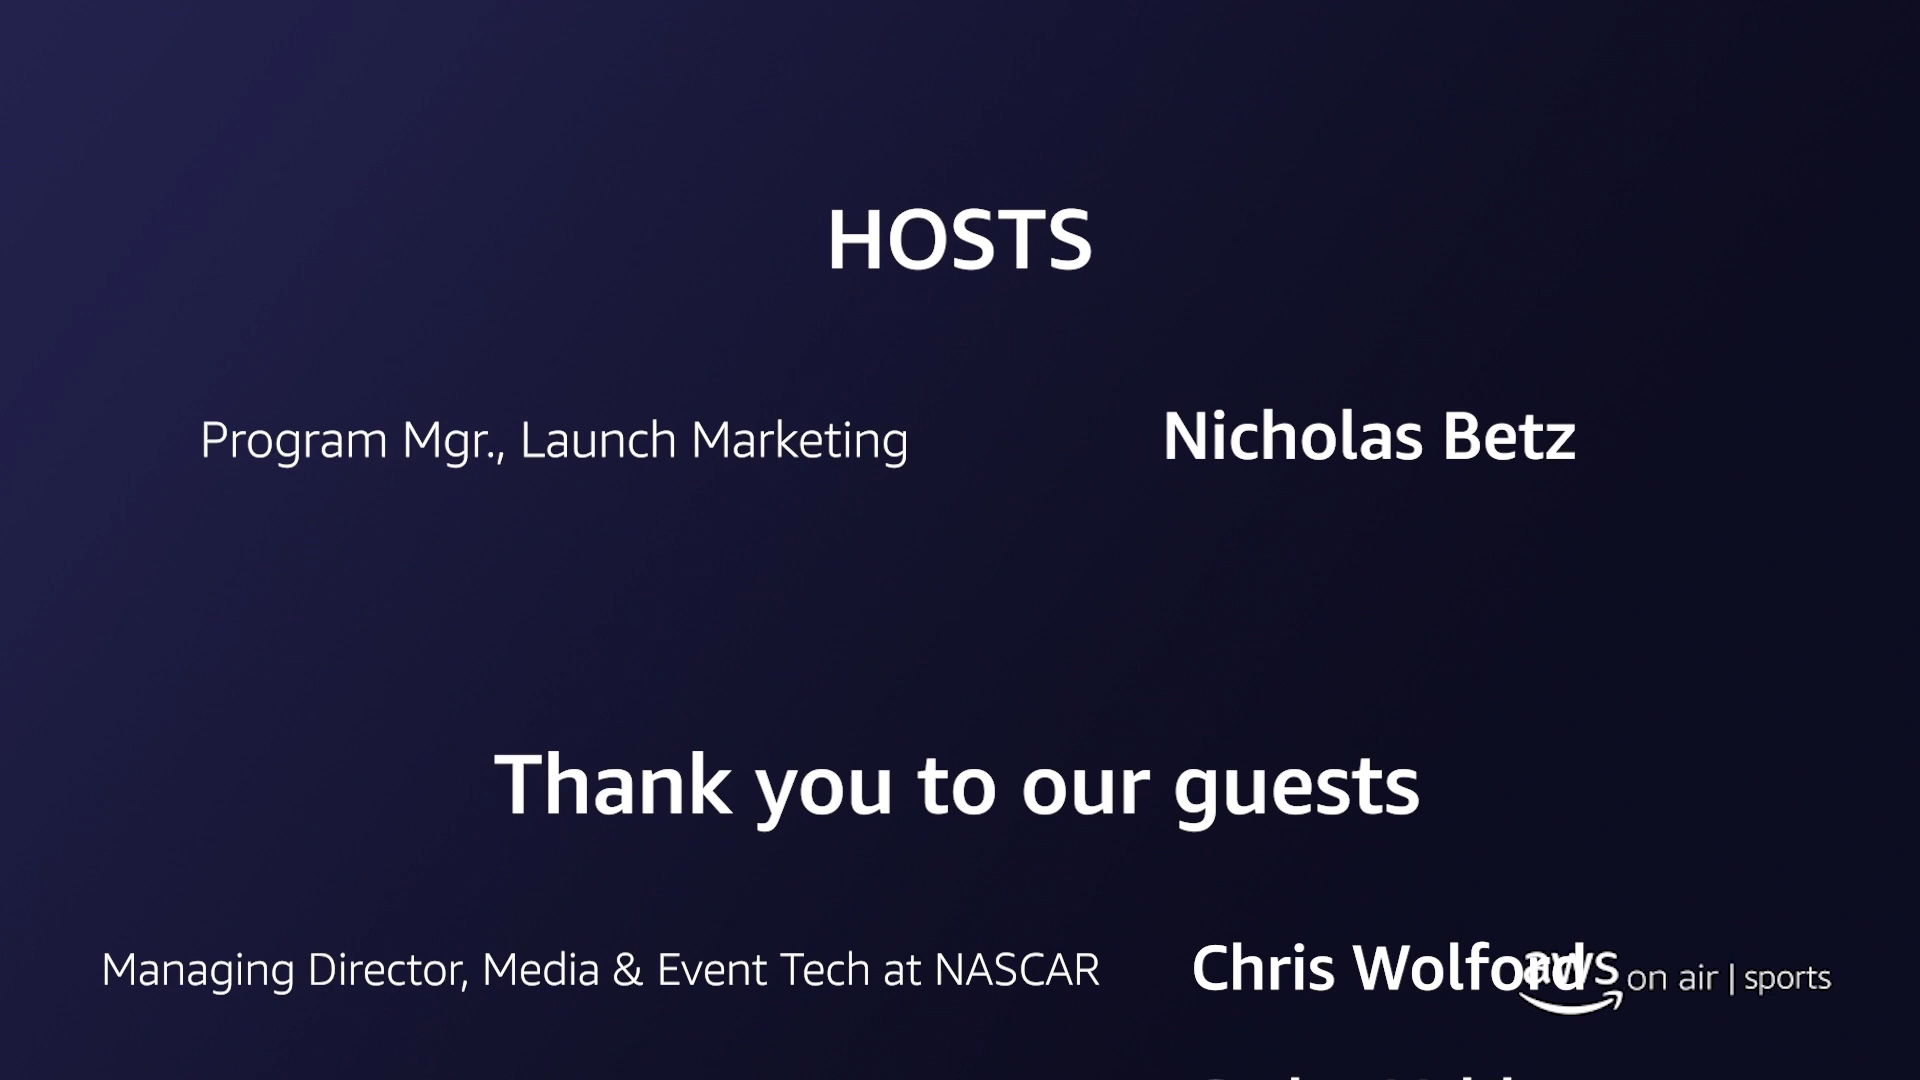 HOSTS
Program Mgr., Launch Marketing Nicholas Betz
Thank you to our guests
Managing Director, Media & Event Tech at NASCAR Chris Wolford
aws on air | sports